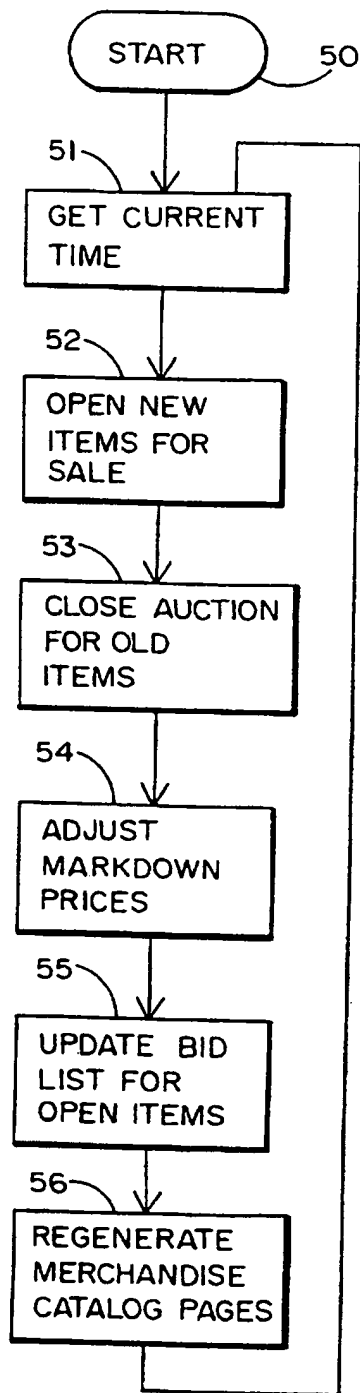 START
50
51
GET CURRENT
TIME
52
OPEN NEW
ITEMS FOR
SALE
53
CLOSE AUCTION
FOR OLD
ITEMS
54
ADJUST
MARKDOWN
PRICES
55
UPDATE BID
LIST FOR
OPEN ITEMS
56
REGENERATE
MERCHANDISE
CATALOG PAGES